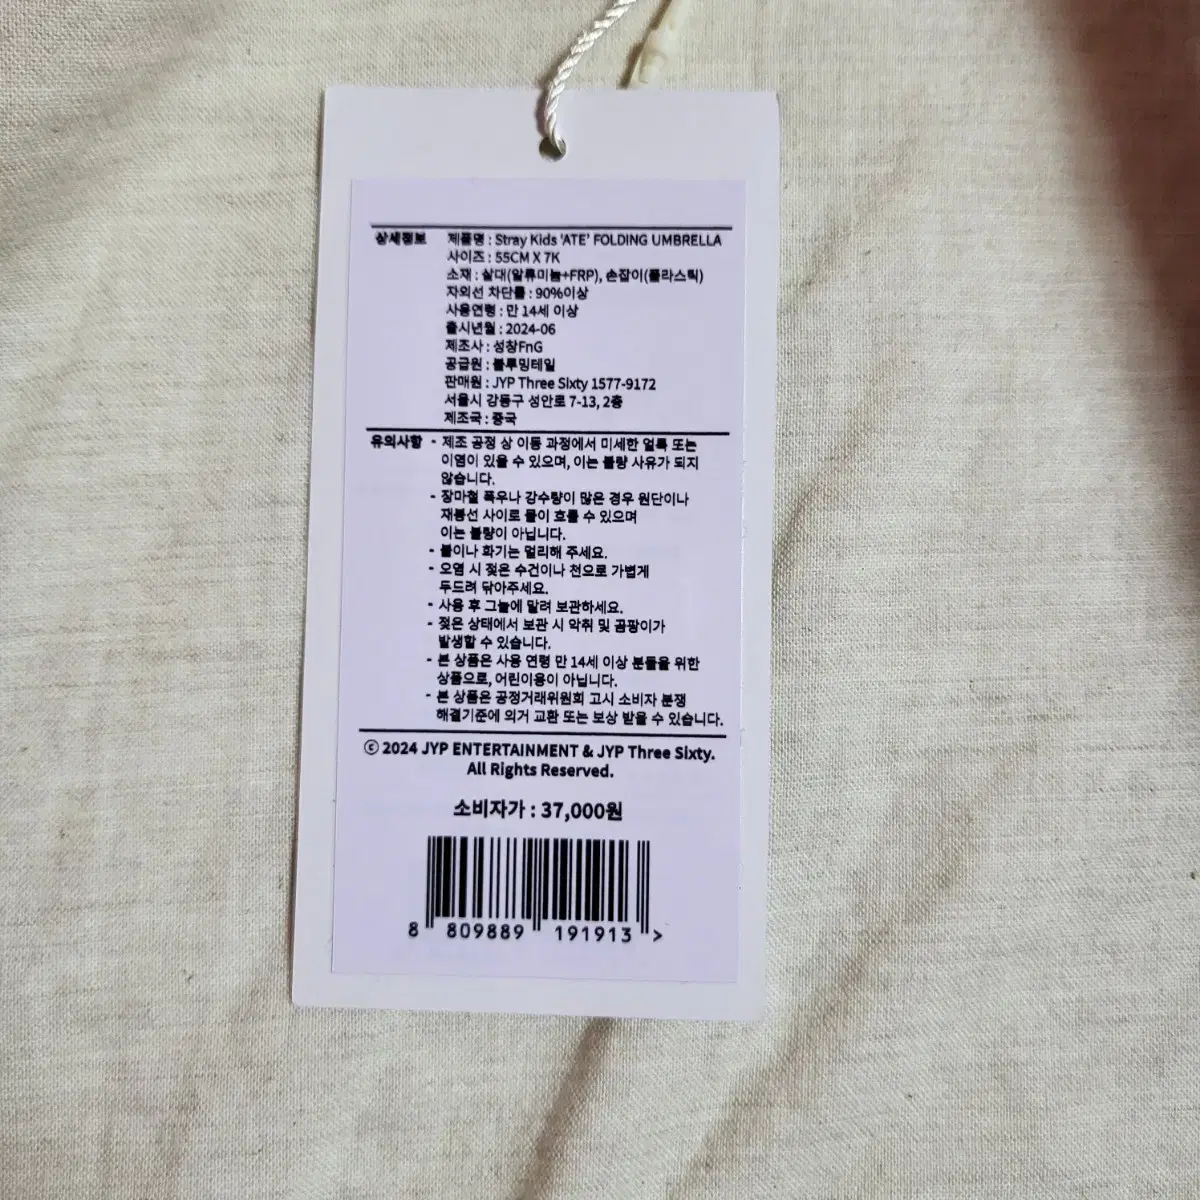 상세정보 제품명 : Stray Kids 'ATE' FOLDING UMBRELLA
사이즈 : 55CM X 7K
소재 : 살대(알류미늄+FRP), 손잡이(플라스틱)
자외선 차단률 : 90%이상
사용연령 : 만 14세 이상
출시년월 : 2024-06
제조사 : 성창FnG
공급원 : 블루밍테일
판매원 : JYP Three Sixty 1577-9172
서울시 강동구 성안로 7-13, 2층
제조국 : 중국
유의사항 - 제조 공정 상 이동 과정에서 미세한 얼룩 또는
이염이 있을 수 있으며, 이는 불량 사유가 되지
않습니다.
- 장마철 폭우나 강수량이 많은 경우 원단이나
재봉선 사이로 물이 흐를 수 있으며
이는 불량이 아닙니다.
- 불이나 화기는 멀리해 주세요.
- 오염 시 젖은 수건이나 천으로 가볍게
두드려 닦아주세요.
- 사용 후 그늘에 말려 보관하세요.
- 젖은 상태에서 보관 시 악취 및 곰팡이가
발생할 수 있습니다.
- 본 상품은 사용 연령 만 14세 이상 분들을 위한
상품으로, 어린이용이 아닙니다.
- 본 상품은 공정거래위원회 고시 소비자 분쟁
해결기준에 의거 교환 또는 보상 받을 수 있습니다.
ⓒ 2024 JYP ENTERTAINMENT & JYP Three Sixty.
All Rights Reserved.
소비자가 : 37,000원
8 809889 191913 >